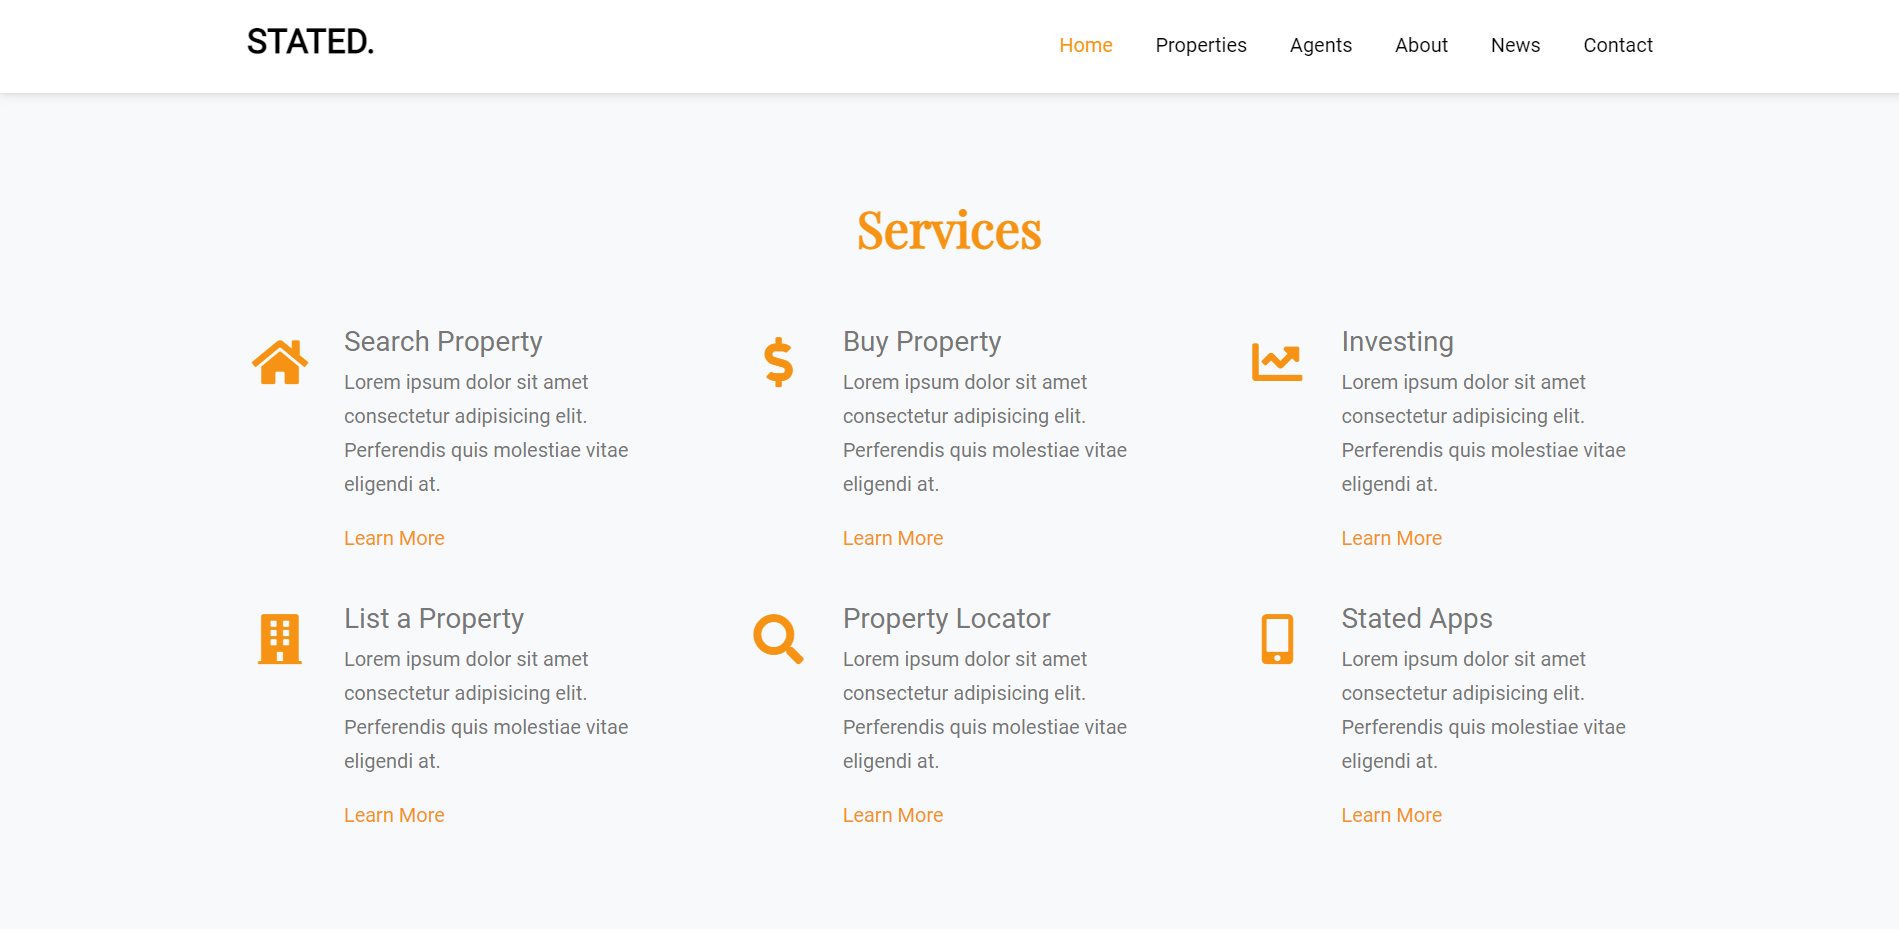 STATED.
Home Properties Agents About News Contact
Services
Search Property
Lorem ipsum dolor sit amet
consectetur adipisicing elit.
Perferendis quis molestiae vitae
eligendi at.
Learn More
Buy Property
Lorem ipsum dolor sit amet
consectetur adipisicing elit.
Perferendis quis molestiae vitae
eligendi at.
Learn More
Investing
Lorem ipsum dolor sit amet
consectetur adipisicing elit.
Perferendis quis molestiae vitae
eligendi at.
Learn More
List a Property
Lorem ipsum dolor sit amet
consectetur adipisicing elit.
Perferendis quis molestiae vitae
eligendi at.
Learn More
Property Locator
Lorem ipsum dolor sit amet
consectetur adipisicing elit.
Perferendis quis molestiae vitae
eligendi at.
Learn More
Stated Apps
Lorem ipsum dolor sit amet
consectetur adipisicing elit.
Perferendis quis molestiae vitae
eligendi at.
Learn More